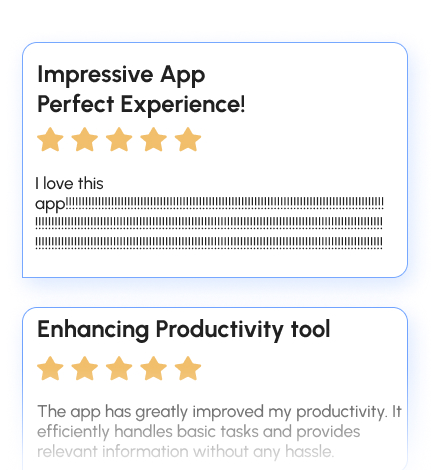 Impressive App
Perfect Experience!
I love this
app!!!!!!!!!!!!!!!!!!!!!!!!!!!!!!!!!!!!!!!!!!!!!!!!!!!!!!!!!!!!!!!!!!!!!!!!!!!!!!!!!!!!!!!!!!!!!!!!
!!!!!!!!!!!!!!!!!!!!!!!!!!!!!!!!!!!!!!!!!!!!!!!!!!!!!!!!!!!!!!!!!!!!!!!!!!!!!!!!!!!!!!!!!!!!!!!!!!!!!!!!!
!!!!!!!!!!!!!!!!!!!!!!!!!!!!!!!!!!!!!!!!!!!!!!!!!!!!!!!!!!!!!!!!!!!!!!!!!!!!!!!!!!!!!!!!!!!!!!!!!!!!!!!!!
Enhancing Productivity tool
The app has greatly improved my productivity. It
efficiently handles basic tasks and provides
relevant information without any hassle.